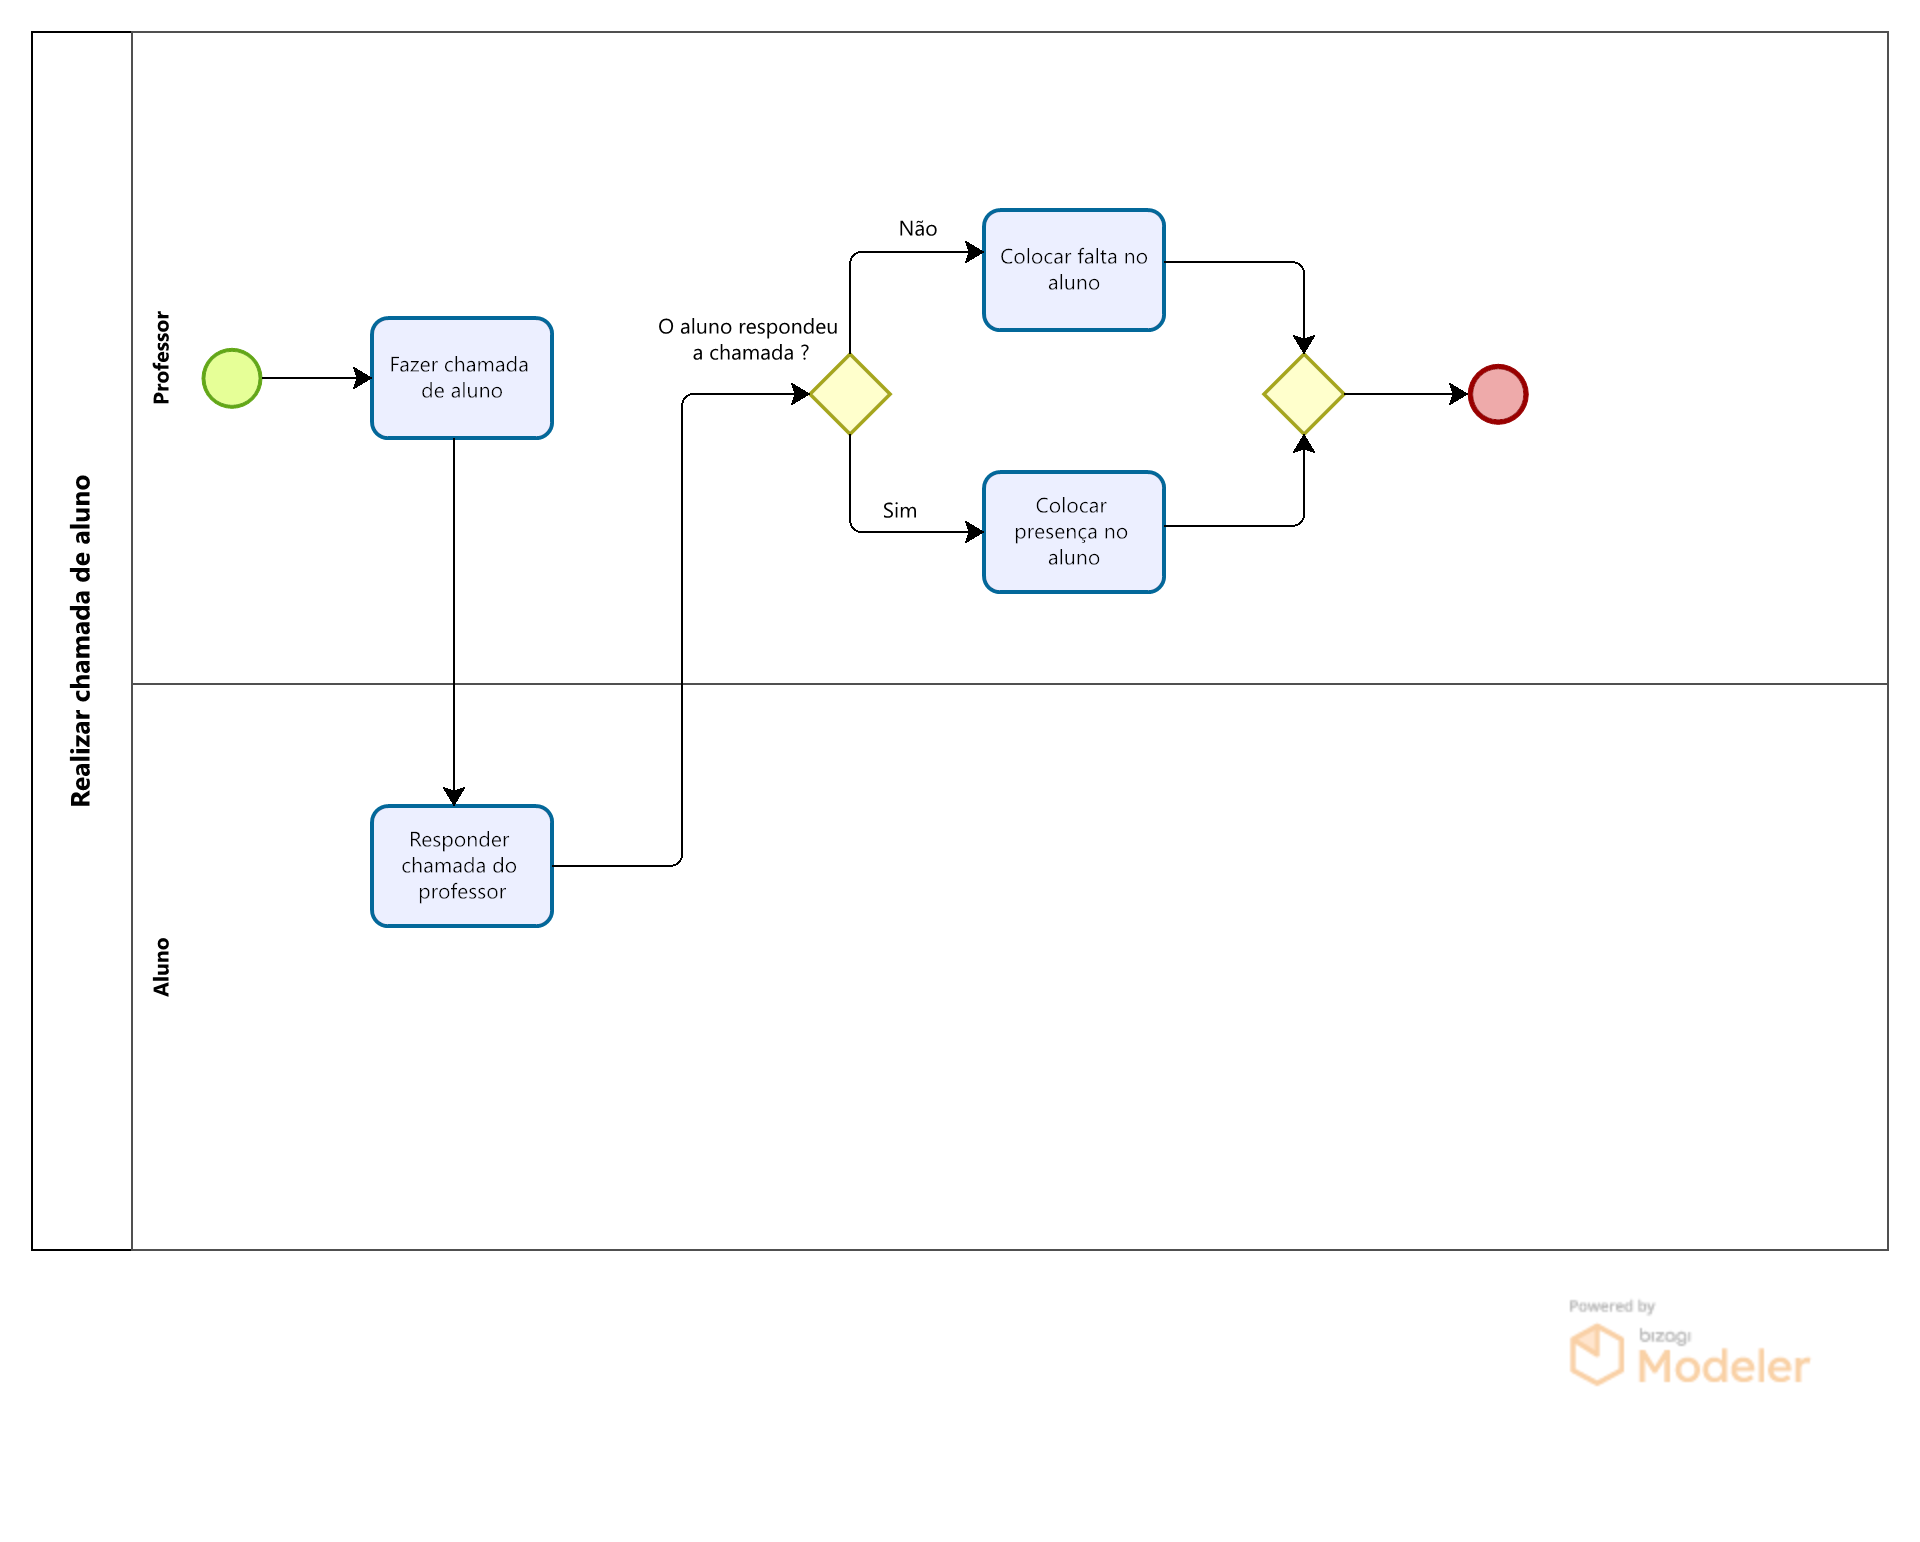 Realizar chamada de aluno
Professor
Fazer chamada
de aluno
O aluno respondeu
a chamada ?
Não
Colocar falta no
aluno
Sim
Colocar
presença no
aluno
Aluno
Responder
chamada do
professor
Powered by
bizagi
Modeler